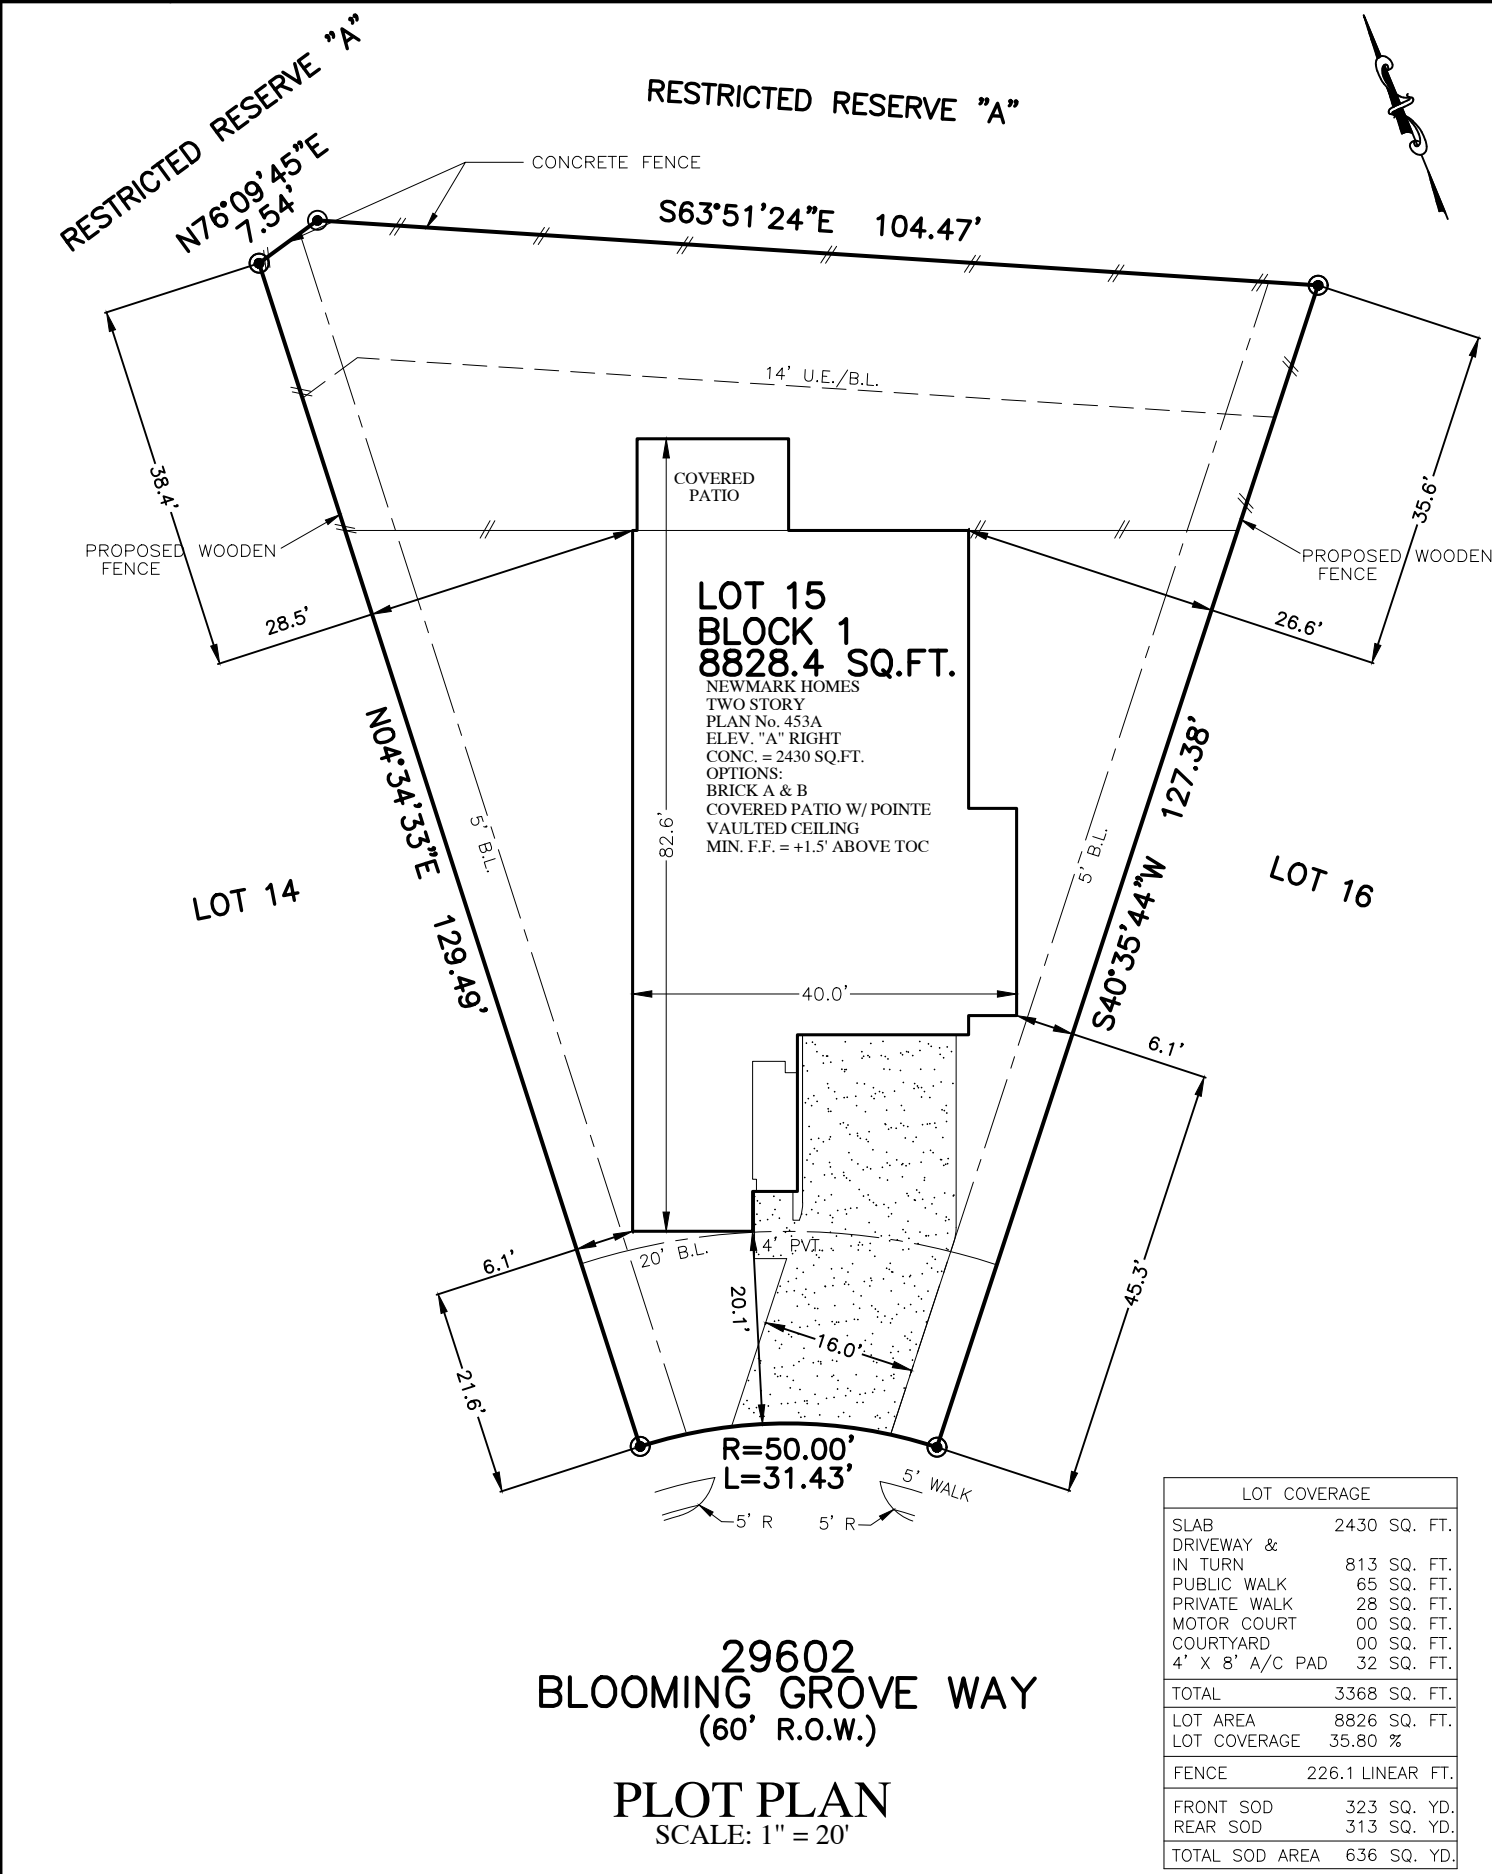 RESTRICTED RESERVE "A"
RESTRICTED RESERVE "A"
CONCRETE FENCE
N76°09'45"E
7.54'
S63°51'24"E 104.47'
14' U.E./B.L.
38.4'
35.6'
COVERED
PATIO
PROPOSED WOODEN
FENCE
PROPOSED WOODEN
FENCE
28.5'
26.6'
LOT 15
BLOCK 1
8828.4 SQ.FT.
NEWMARK HOMES
TWO STORY
PLAN No. 453A
ELEV. "A" RIGHT
CONC. = 2430 SQ.FT.
OPTIONS:
BRICK A & B
COVERED PATIO W/ POINTE
VAULTED CEILING
MIN. F.F. = +1.5' ABOVE TOC
N04°34'33"E 129.49'
5' B.L.
82.6'
5' B.L.
S40°35'44"W 127.38'
LOT 14
LOT 16
40.0'
6.1'
6.1'
20' B.L.
4' PVT.
20.1'
16.0'
45.3'
21.6'
R=50.00'
L=31.43'
5' WALK
5' R
5' R
29602
BLOOMING GROVE WAY
(60' R.O.W.)
PLOT PLAN
SCALE: 1" = 20'
LOT COVERAGE
SLAB 2430 SQ. FT.
DRIVEWAY &
IN TURN 813 SQ. FT.
PUBLIC WALK 65 SQ. FT.
PRIVATE WALK 28 SQ. FT.
MOTOR COURT 00 SQ. FT.
COURTYARD 00 SQ. FT.
4' X 8' A/C PAD 32 SQ. FT.
TOTAL 3368 SQ. FT.
LOT AREA 8826 SQ. FT.
LOT COVERAGE 35.80 %
FENCE 226.1 LINEAR FT.
FRONT SOD 323 SQ. YD.
REAR SOD 313 SQ. YD.
TOTAL SOD AREA 636 SQ. YD.